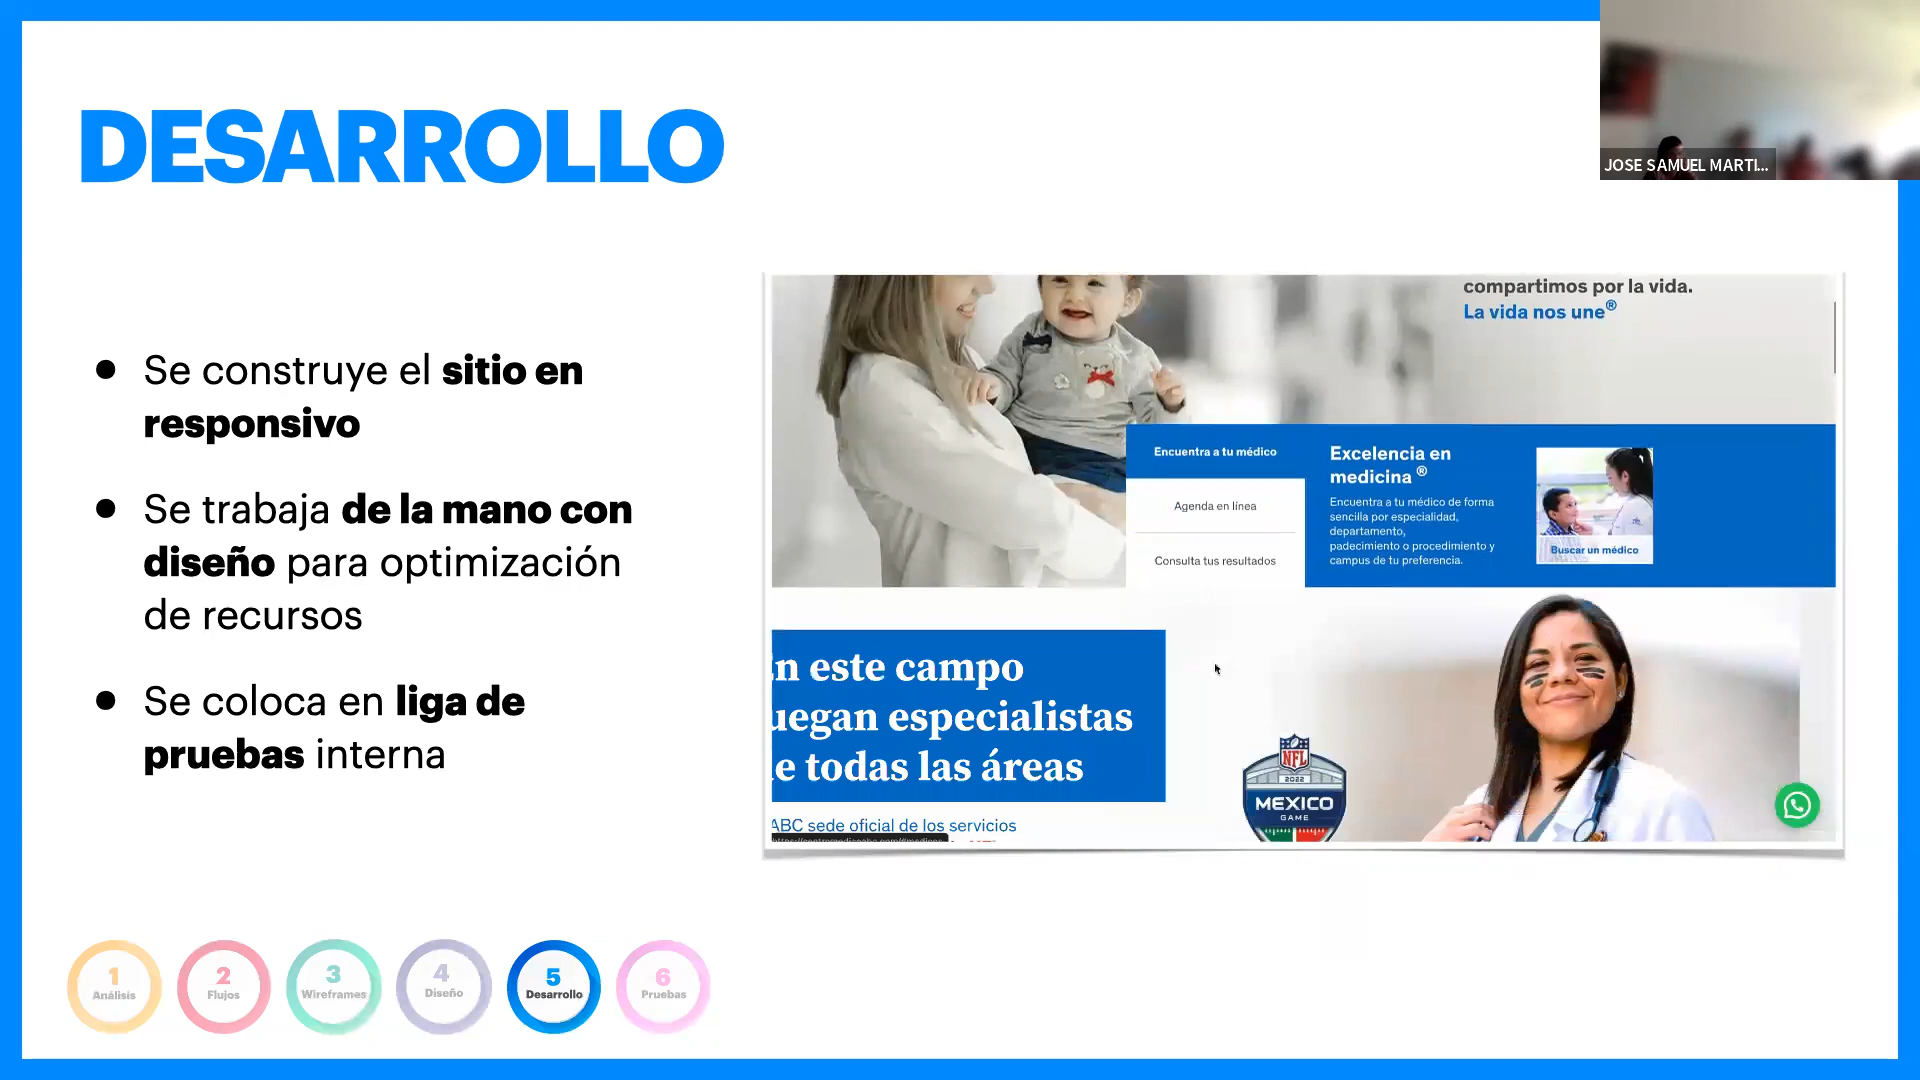 DESARROLLO
JOSE SAMUEL MARTI...
Se construye el sitio en
responsivo
Se trabaja de la mano con
diseño para optimización
de recursos
Se coloca en liga de
pruebas interna
compartimos por la vida.
La vida nos une®
Encuentra a tu médico
Agenda en línea
Consulta tus resultados
Excelencia en
medicina ®
Encuentra a tu médico de forma
sencilla por especialidad,
departamento,
padecimiento o procedimiento y
campus de tu preferencia.
Buscar un médico
En este campo
uegan especialistas
e todas las áreas
ABC sede oficial de los servicios
NFL
2022
MEXICO
GAME
1
Análisis
2
Flujos
3
Wireframes
4
Diseño
5
Desarrollo
6
Pruebas